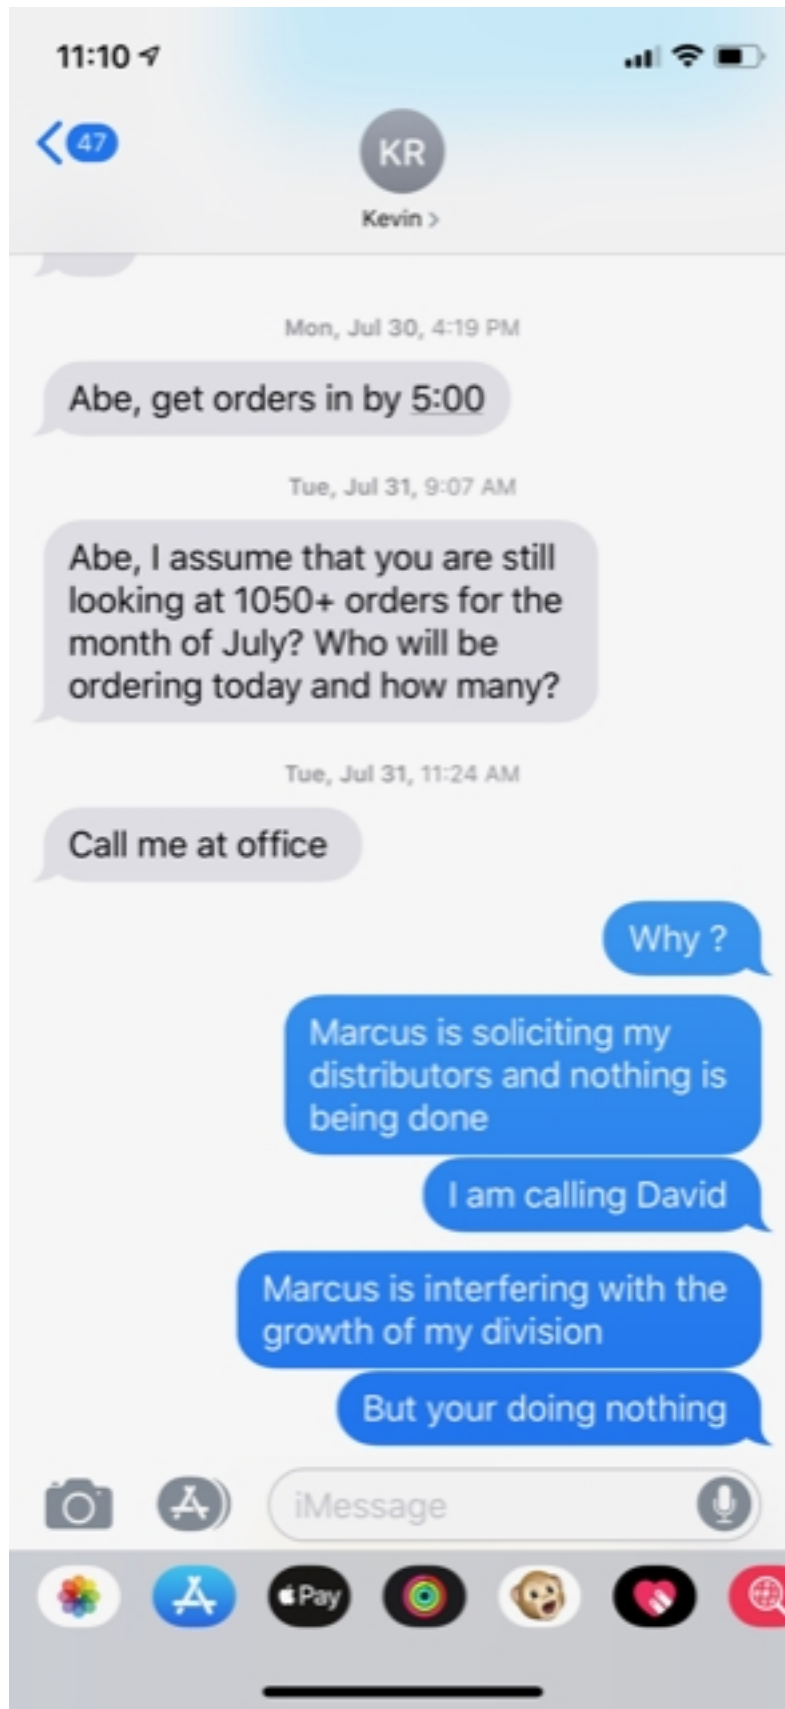 11:10
47
KR
Kevin >
Mon, Jul 30, 4:19 PM
Abe, get orders in by 5:00
Tue, Jul 31, 9:07 AM
Abe, I assume that you are still
looking at 1050+ orders for the
month of July? Who will be
ordering today and how many?
Tue, Jul 31, 11:24 AM
Call me at office
Why ?
Marcus is soliciting my
distributors and nothing is
being done
I am calling David
Marcus is interfering with the
growth of my division
But your doing nothing
iMessage
Pay